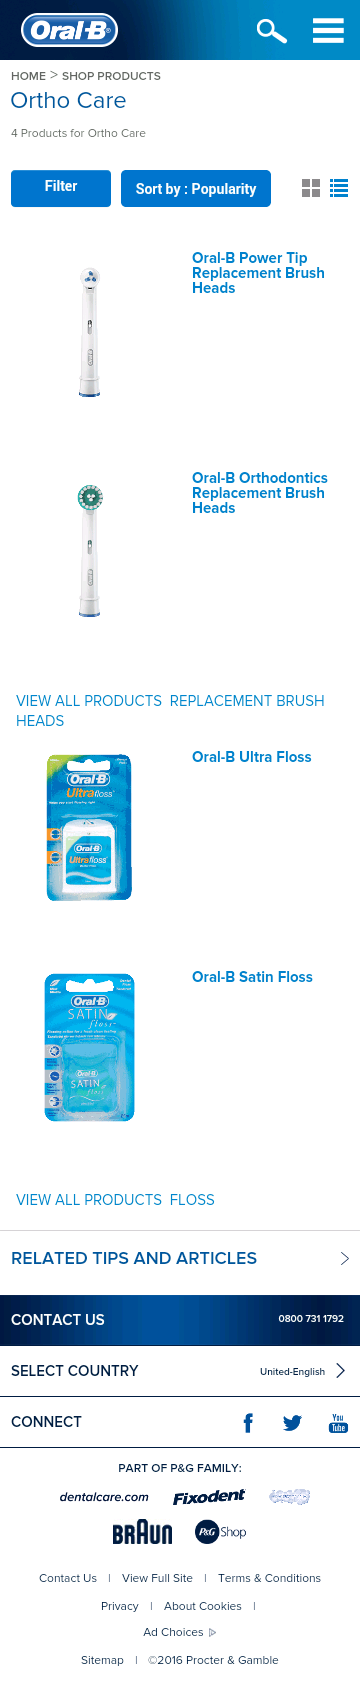 Oral-B
HOME > SHOP PRODUCTS
Ortho Care
4 Products for Ortho Care
Filter
Sort by : Popularity
Oral-B Power Tip
Replacement Brush
Heads
Oral-B Orthodontics
Replacement Brush
Heads
VIEW ALL PRODUCTS REPLACEMENT BRUSH
HEADS
Oral-B Ultra Floss
Oral-B
Ultrafloss
Oral-B
Ultrafloss
Oral-B Satin Floss
Oral-B
SATIN
floss
Oral-B
SATIN
floss
VIEW ALL PRODUCTS FLOSS
RELATED TIPS AND ARTICLES
CONTACT US
0800 731 1792
SELECT COUNTRY
United-English
CONNECT
You
Tube
PART OF P&G FAMILY:
dentalcare.com
Fixodent
BRAUN
P&G Shop
Contact Us | View Full Site | Terms & Conditions
Privacy | About Cookies |
Ad Choices
Sitemap | ©2016 Procter & Gamble